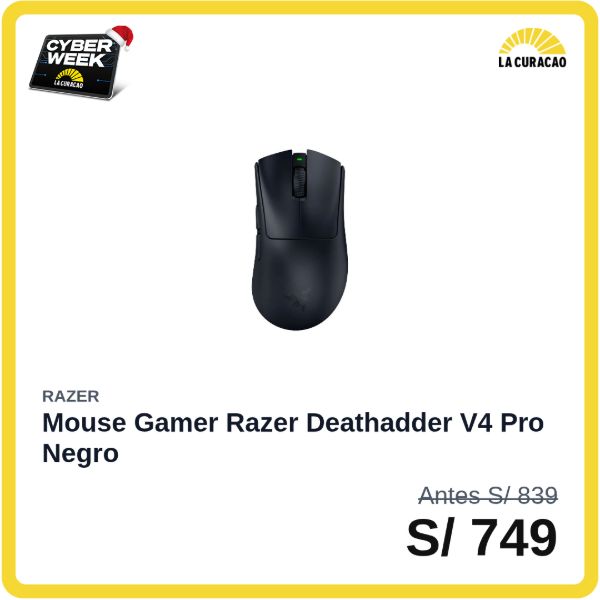 CYBER
WEEK
LA CURACAO
LA CURACAO
RAZER
Mouse Gamer Razer Deathadder V4 Pro
Negro
Antes S/ 839
S/ 749